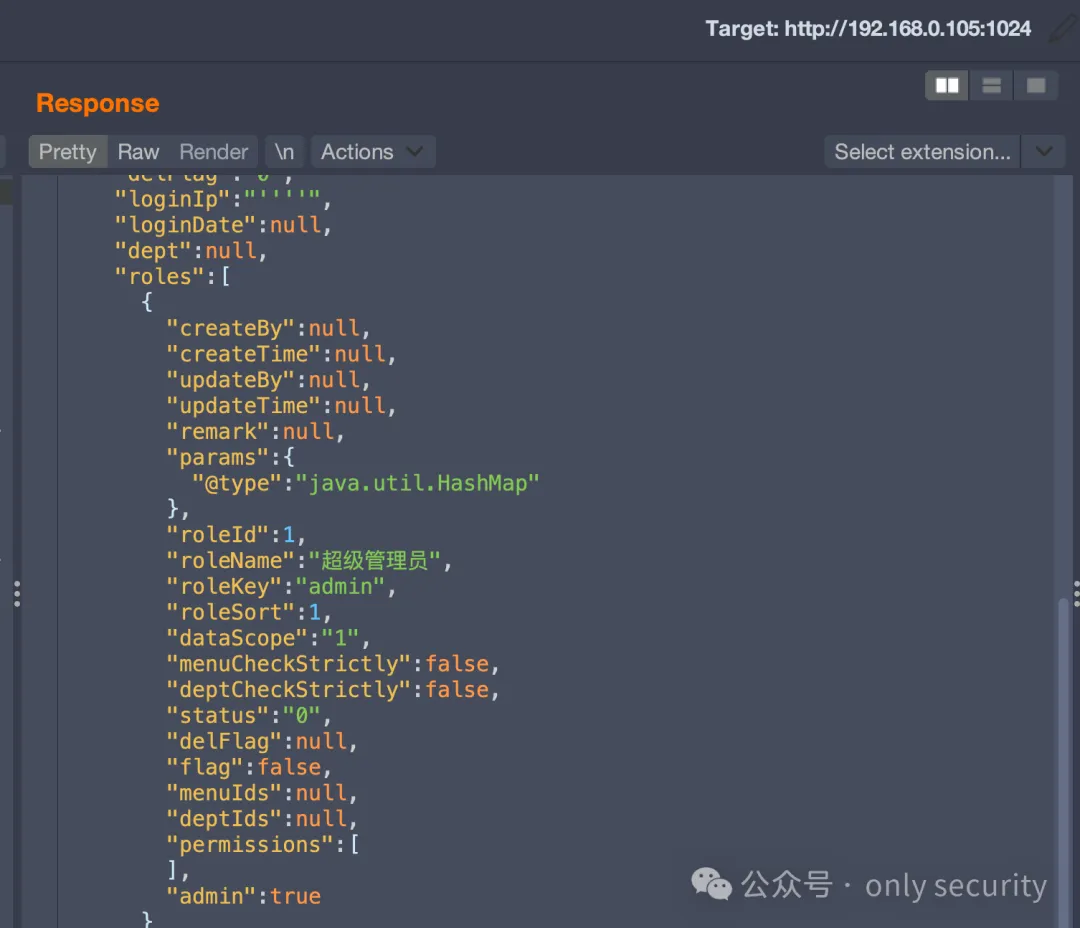 Target: http://192.168.0.105:1024
Response
Pretty Raw Render \n Actions Select extension...
"delFlag":"0",
"loginIp":"''''",
"loginDate":null,
"dept":null,
"roles":[
{
"createBy":null,
"createTime":null,
"updateBy":null,
"updateTime":null,
"remark":null,
"params":{
"@type":"java.util.HashMap"
},
"roleId":1,
"roleName":"超级管理员",
"roleKey":"admin",
"roleSort":1,
"dataScope":"1",
"menuCheckStrictly":false,
"deptCheckStrictly":false,
"status":"0",
"delFlag":null,
"flag":false,
"menuIds":null,
"deptIds":null,
"permissions":[
],
"admin":true
}
公众号 · only security